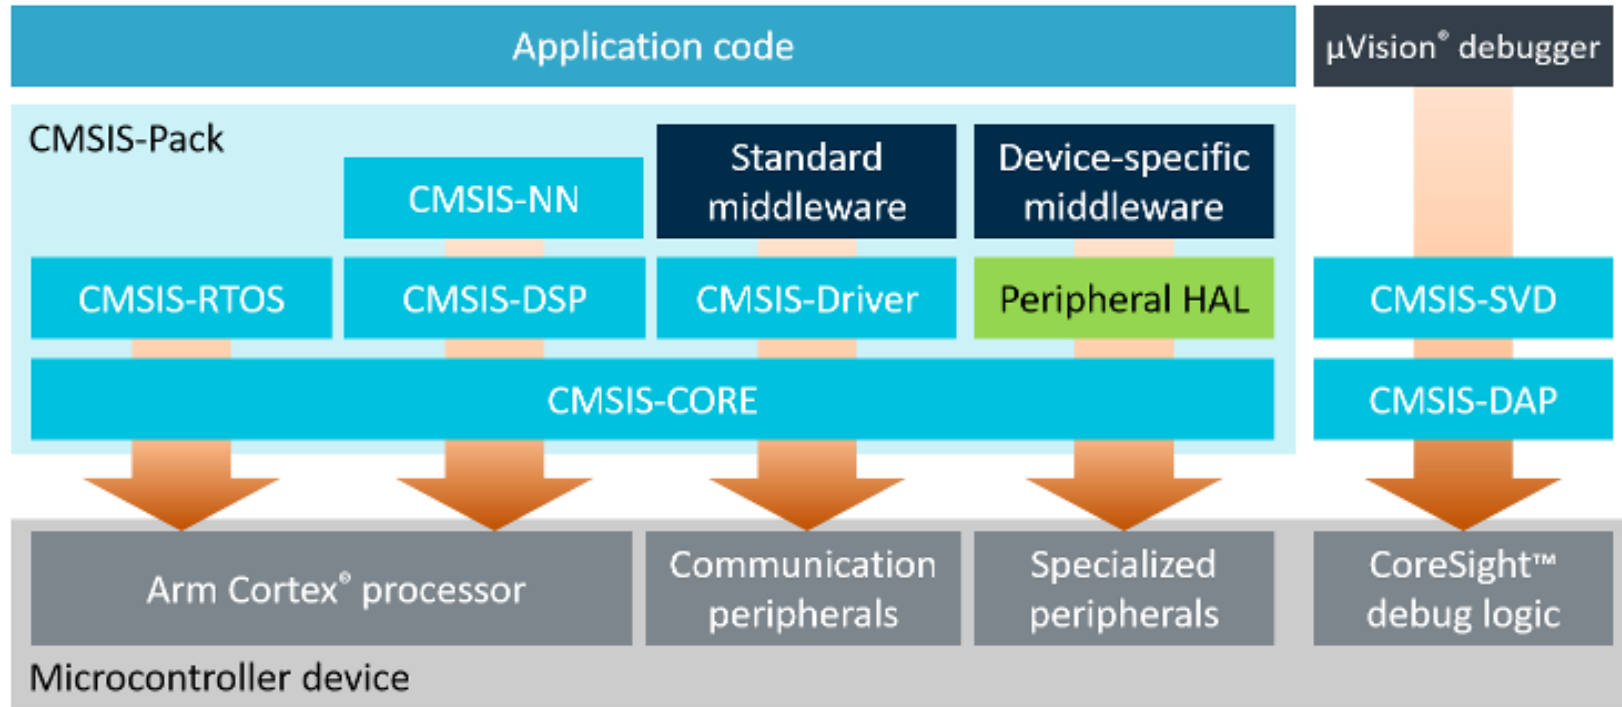 Application code
µVision® debugger
CMSIS-Pack
Standard
middleware
Device-specific
middleware
CMSIS-NN
CMSIS-RTOS
CMSIS-DSP
CMSIS-Driver
Peripheral HAL
CMSIS-SVD
CMSIS-CORE
CMSIS-DAP
Arm Cortex® processor
Communication
peripherals
Specialized
peripherals
CoreSight™
debug logic
Microcontroller device